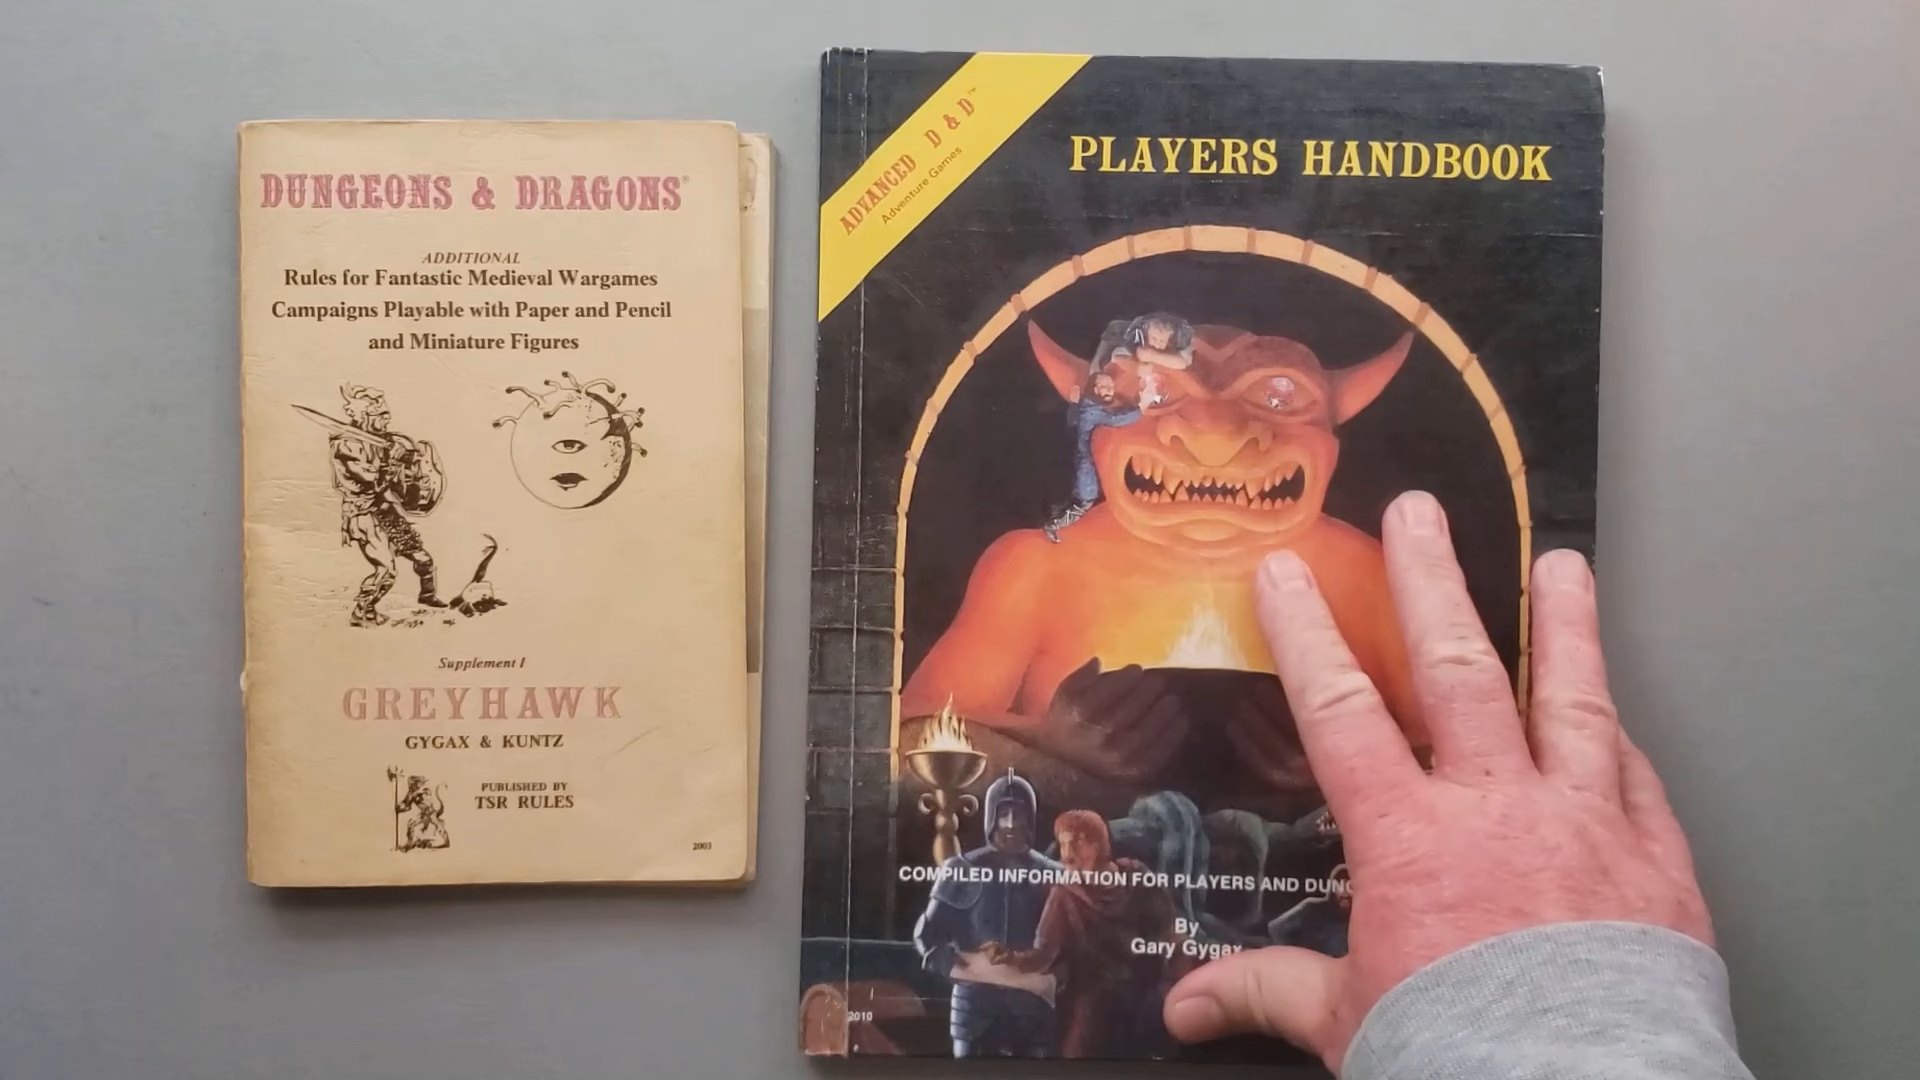 DUNGEONS & DRAGONS®
ADDITIONAL
Rules for Fantastic Medieval Wargames
Campaigns Playable with Paper and Pencil
and Miniature Figures
Supplement I
GREYHAWK
GYGAX & KUNTZ
PUBLISHED BY
TSR RULES
2003
ADVANCED D & D™
Adventure Games
PLAYERS HANDBOOK
COMPILED INFORMATION FOR PLAYERS AND DUNG
By
Gary Gygax
2010